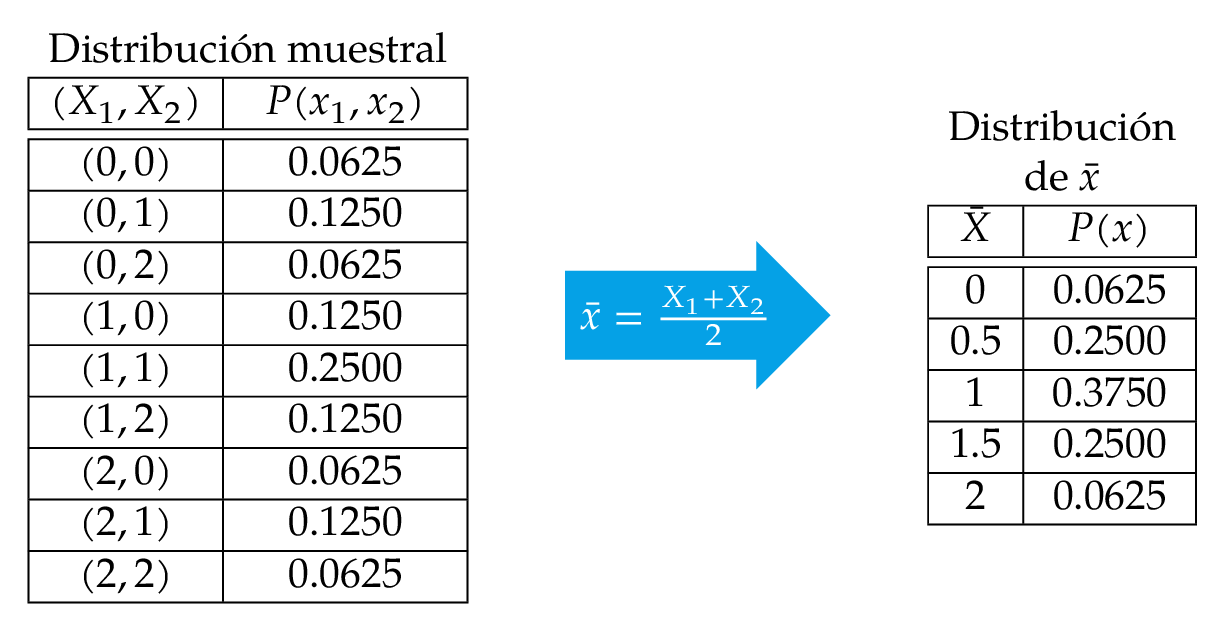 Distribución muestral
(X₁, X₂) P(x₁, x₂)
(0, 0) 0.0625
(0, 1) 0.1250
(0, 2) 0.0625
(1, 0) 0.1250
(1, 1) 0.2500
(1, 2) 0.1250
(2, 0) 0.0625
(2, 1) 0.1250
(2, 2) 0.0625
x̄ = (X₁+X₂)/2
Distribución
de x̄
X̄ P(x)
0 0.0625
0.5 0.2500
1 0.3750
1.5 0.2500
2 0.0625